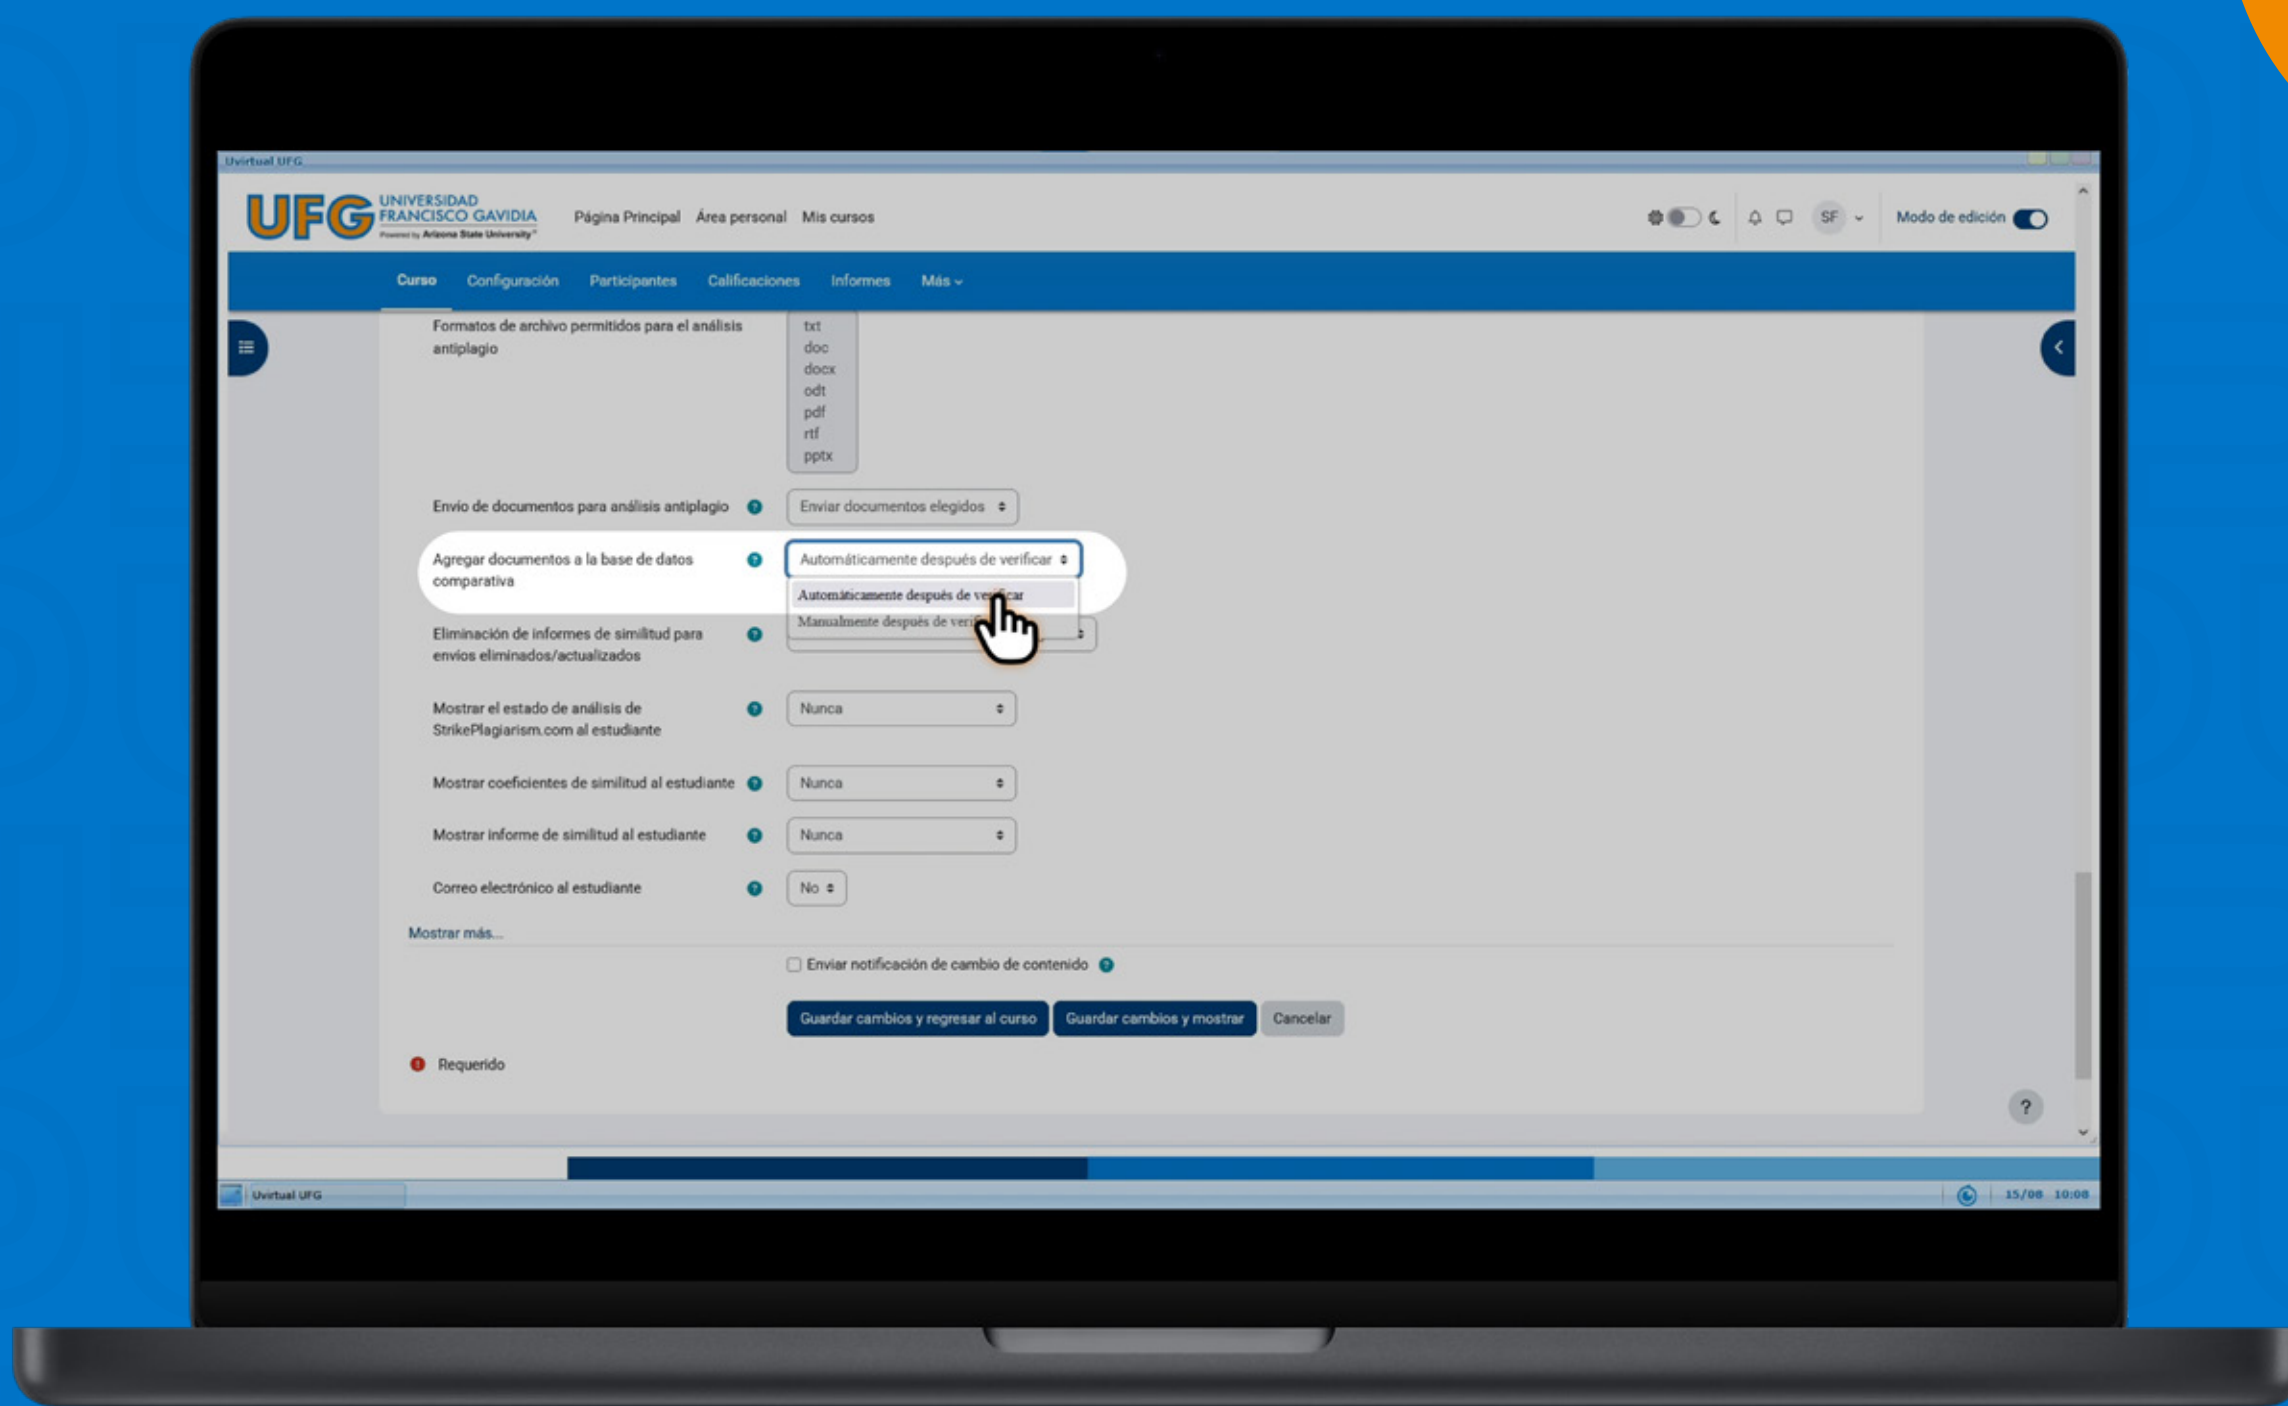 Uvirtual UFG
UFG
UNIVERSIDAD
FRANCISCO GAVIDIA
Powered by Arizona State University
Página Principal Área personal Mis cursos
SF
Modo de edición
Curso Configuración Participantes Calificaciones Informes Más
Formatos de archivo permitidos para el análisis
antiplagio
txt
doc
docx
odt
pdf
rtf
pptx
Envío de documentos para análisis antiplagio ? Enviar documentos elegidos
Agregar documentos a la base de datos
comparativa
? Automáticamente después de verificar
Automáticamente después de verificar
Manualmente después de
Eliminación de informes de similitud para
envíos eliminados/actualizados
?
Mostrar el estado de análisis de
StrikePlagiarism.com al estudiante
? Nunca
Mostrar coeficientes de similitud al estudiante ? Nunca
Mostrar informe de similitud al estudiante ? Nunca
Correo electrónico al estudiante ? No
Mostrar más...
Enviar notificación de cambio de contenido ?
Guardar cambios y regresar al curso Guardar cambios y mostrar Cancelar
! Requerido
?
Uvirtual UFG
15/08 10:08